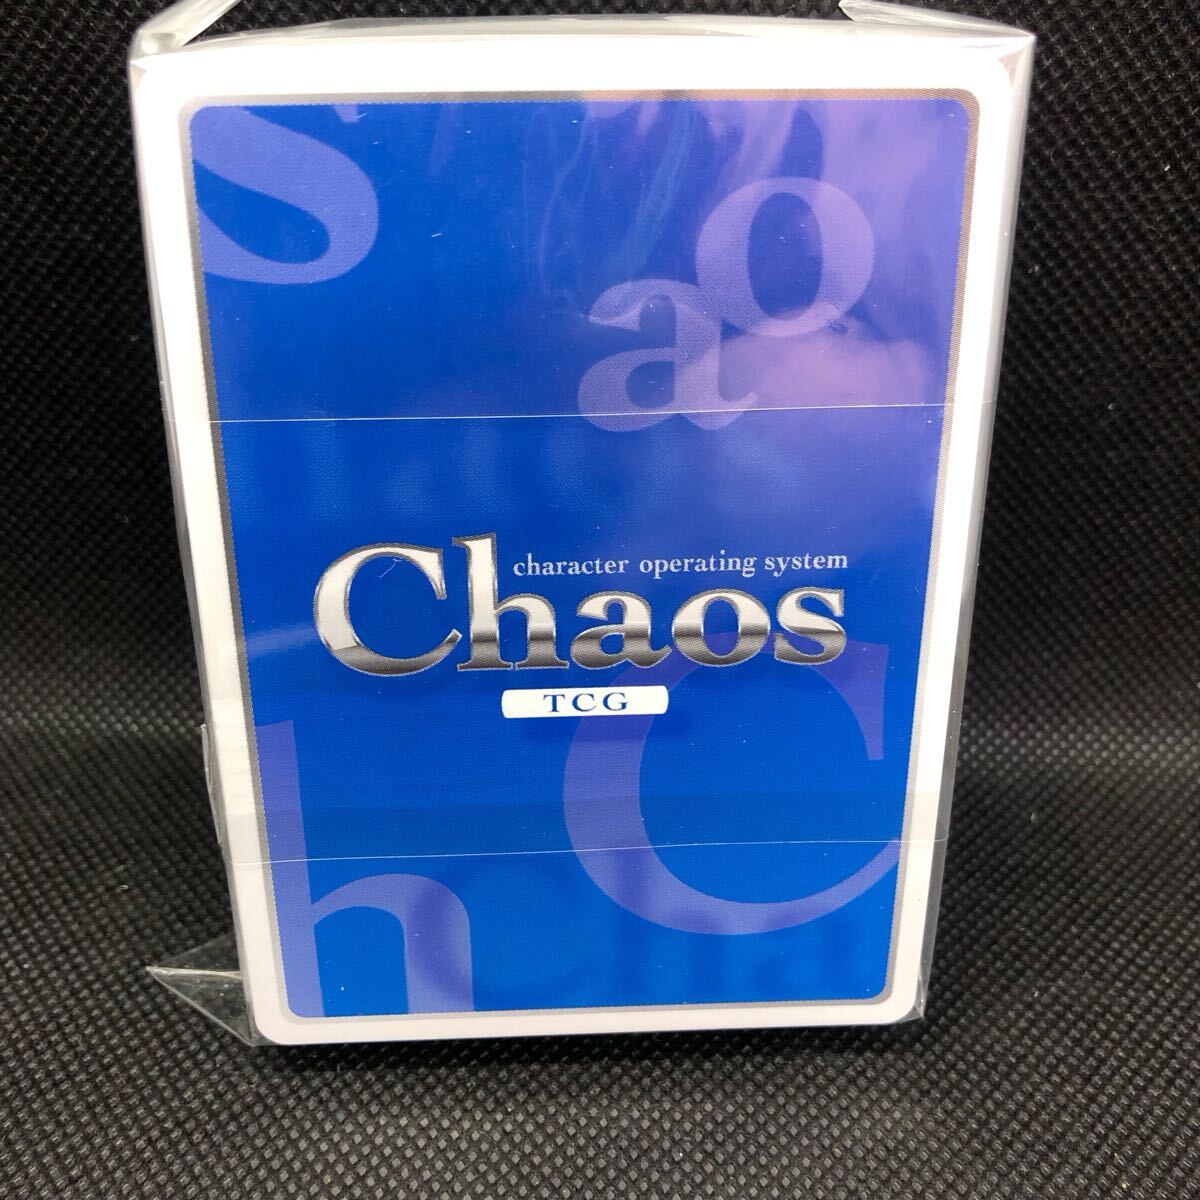 s
o
a
character operating system
Chaos
TCG
C
h